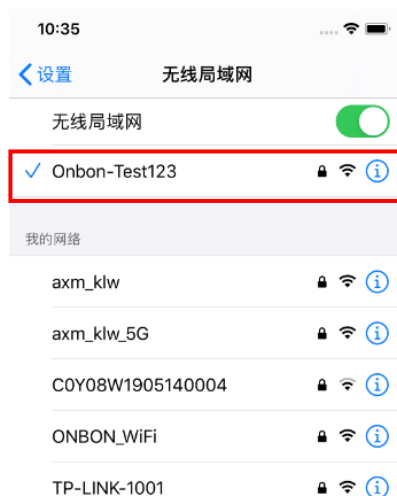 10:35
设置 无线局域网
无线局域网
Onbon-Test123
我的网络
axm_klw
axm_klw_5G
C0Y08W1905140004
ONBON_WiFi
TP-LINK-1001